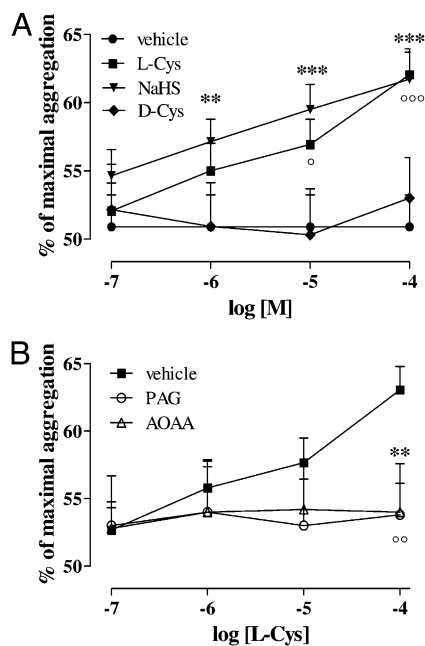 A
vehicle
L-Cys
NaHS
D-Cys
% of maximal aggregation
65
60
55
50
**
***
***
○
○○○
-7 -6 -5 -4
log [M]
B
vehicle
PAG
AOAA
% of maximal aggregation
65
60
55
50
**
○○
-7 -6 -5 -4
log [L-Cys]